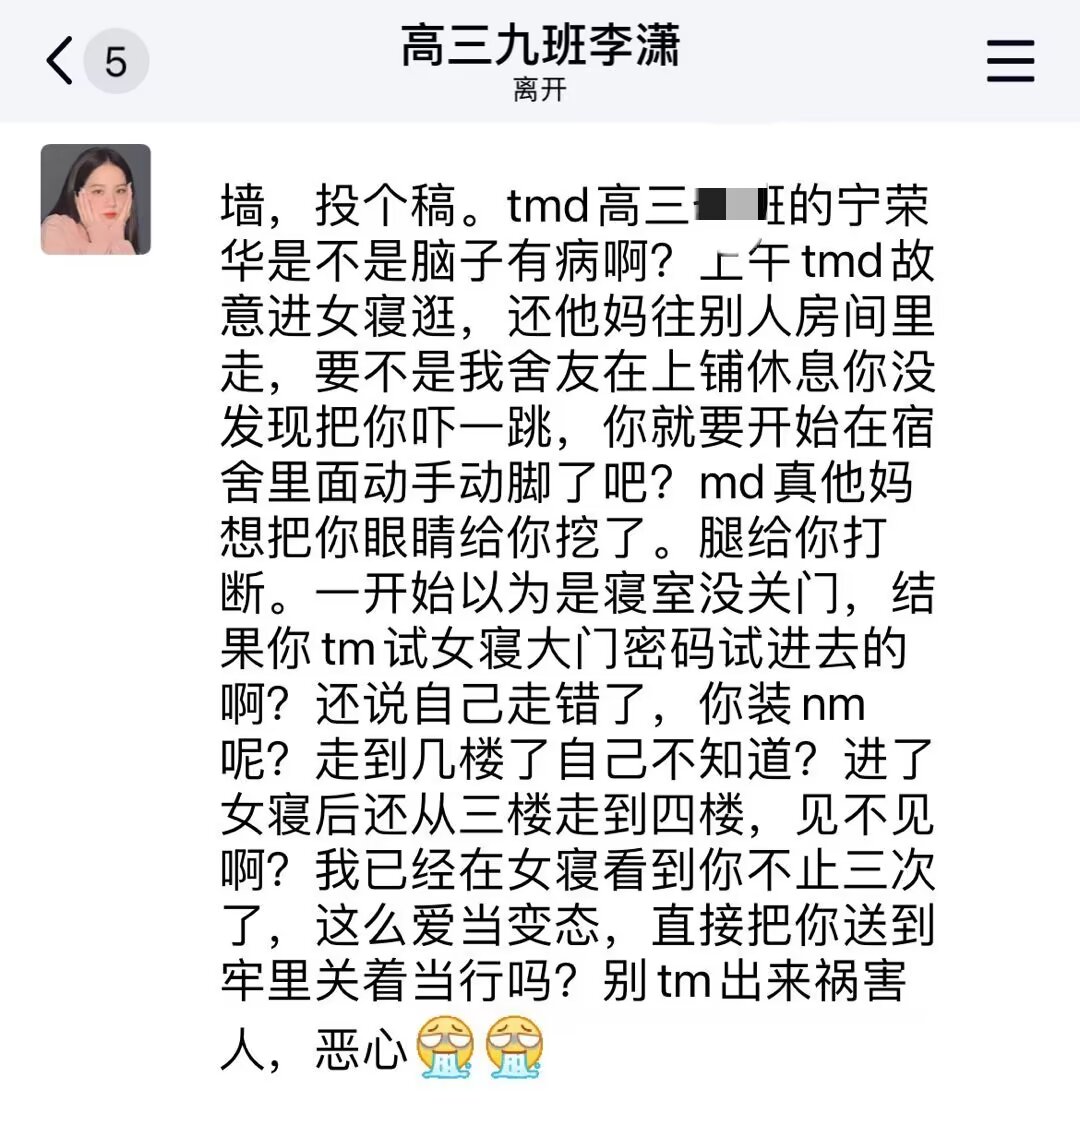 5
高三九班李潇
离开
墙，投个稿。tmd高三班的宁荣
华是不是脑子有病啊？上午tmd故
意进女寝逛，还他妈往别人房间里
走，要不是我舍友在上铺休息你没
发现把你吓一跳，你就要开始在宿
舍里面动手动脚了吧？md真他妈
想把你眼睛给你挖了。腿给你打
断。一开始以为是寝室没关门，结
果你tm试女寝大门密码试进去的
啊？还说自己走错了，你装nm
呢？走到几楼了自己不知道？进了
女寝后还从三楼走到四楼，见不见
啊？我已经在女寝看到你不止三次
了，这么爱当变态，直接把你送到
牢里关着当行吗？别tm出来祸害
人，恶心